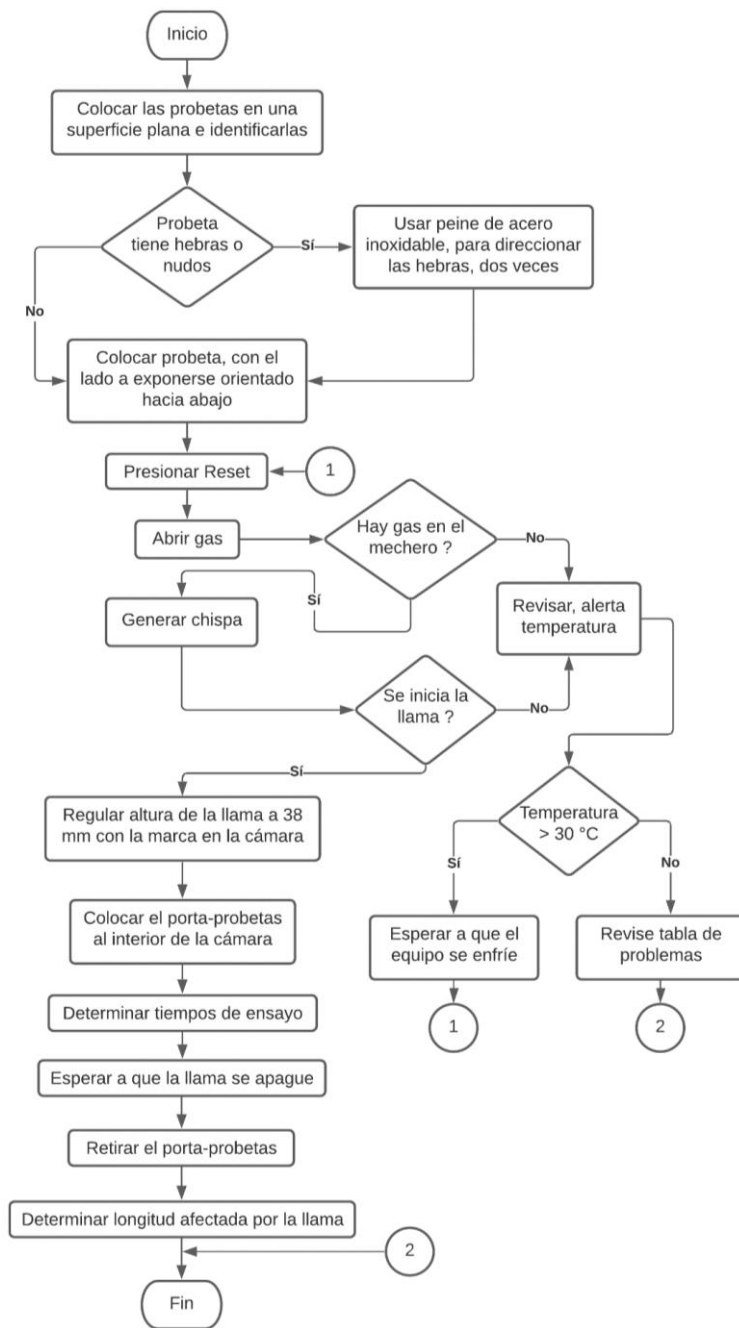 Inicio
Colocar las probetas en una
superficie plana e identificarlas
Probeta
tiene hebras o
nudos
Sí
Usar peine de acero
inoxidable, para direccionar
las hebras, dos veces
No
Colocar probeta, con el
lado a exponerse orientado
hacia abajo
Presionar Reset
1
Abrir gas
Hay gas en el
mechero ?
No
Sí
Generar chispa
Revisar, alerta
temperatura
Se inicia la
llama ?
No
Sí
Regular altura de la llama a 38
mm con la marca en la cámara
Temperatura
> 30 °C
Sí
No
Colocar el porta-probetas
al interior de la cámara
Esperar a que el
equipo se enfríe
Revise tabla de
problemas
Determinar tiempos de ensayo
1
2
Esperar a que la llama se apague
Retirar el porta-probetas
Determinar longitud afectada por la llama
2
Fin